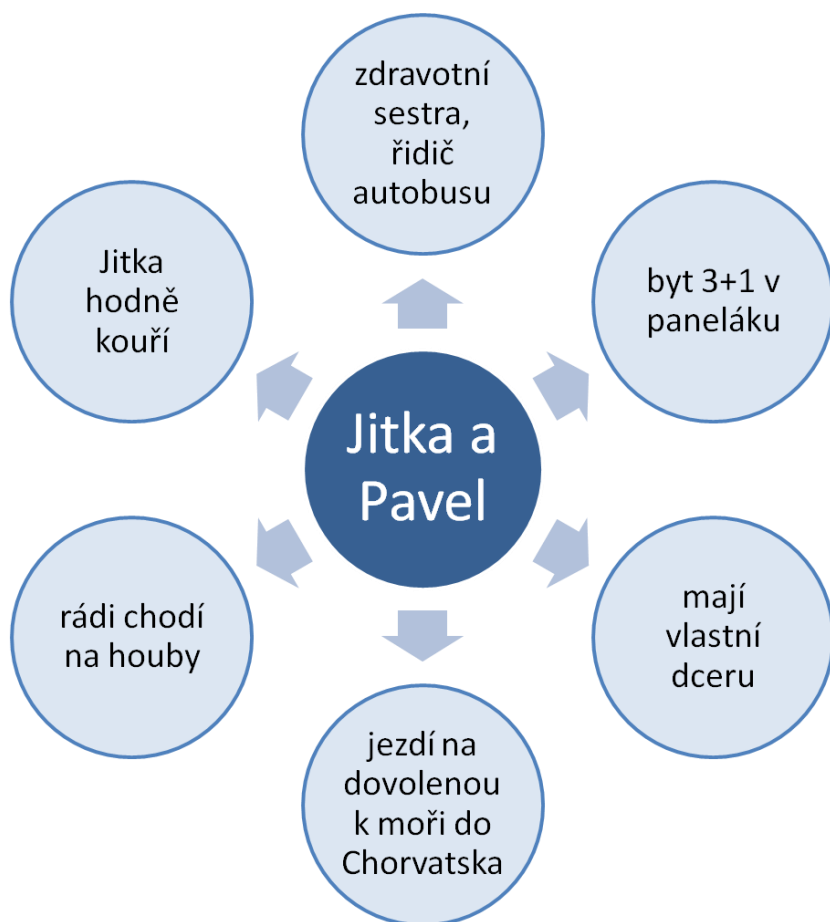 zdravotní
sestra,
řidič
autobusu
Jitka
hodně
kouří
byt 3+1 v
paneláku
Jitka a
Pavel
rádi chodí
na houby
mají
vlastní
dceru
jezdí na
dovolenou
k moři do
Chorvatska